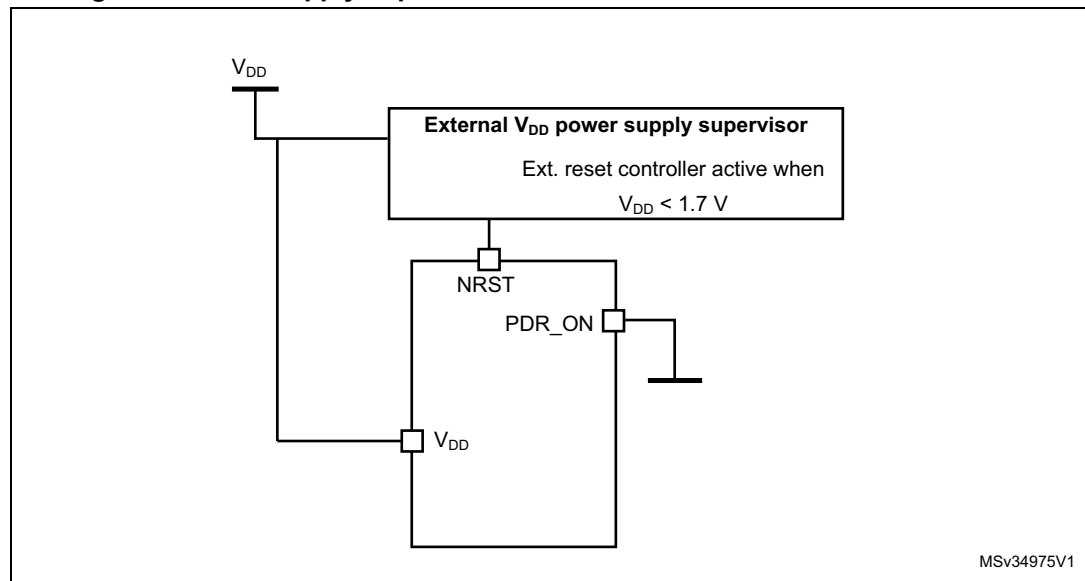 V_DD
External V_DD power supply supervisor
Ext. reset controller active when
V_DD < 1.7 V
NRST
PDR_ON
V_DD
MSv34975V1